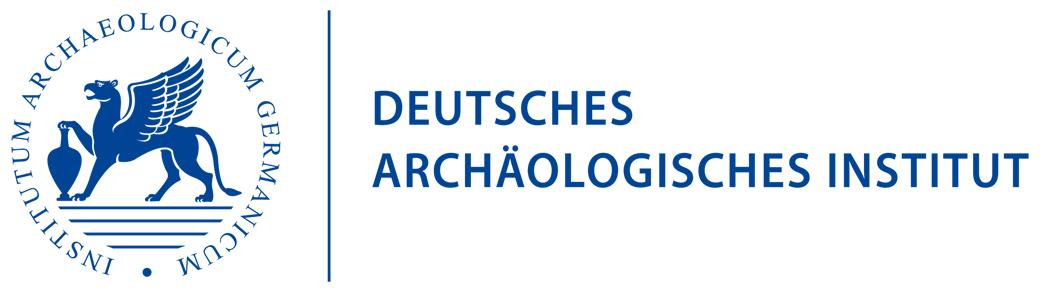 INSTITUTUM ARCHAEOLOGICUM GERMANICUM
DEUTSCHES
ARCHÄOLOGISCHES INSTITUT